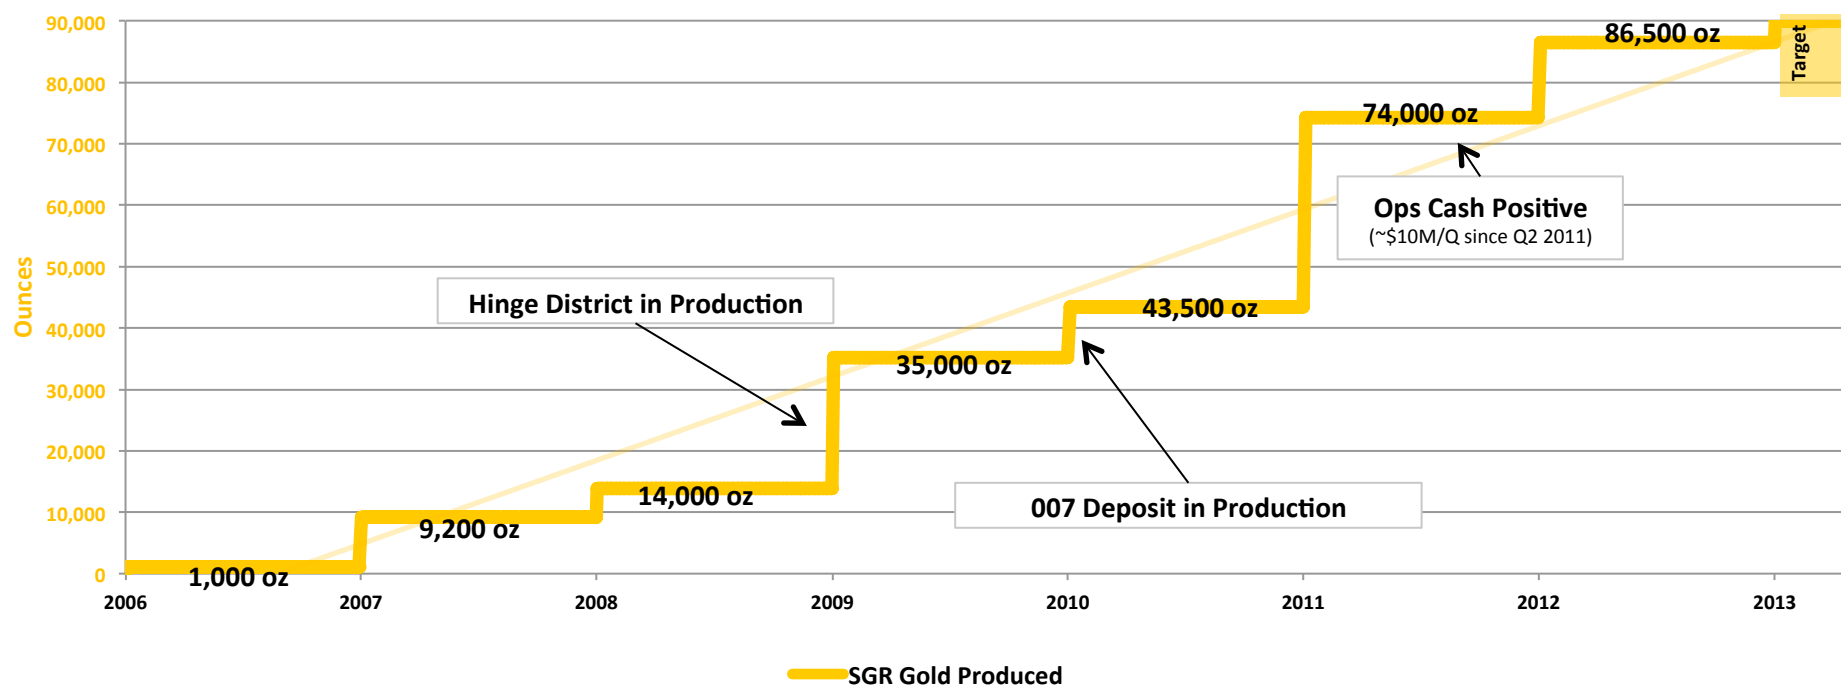 90,000
80,000
70,000
60,000
50,000
40,000
30,000
20,000
10,000
0
Ounces
86,500 oz
Target
74,000 oz
Ops Cash Positive
(~$10M/Q since Q2 2011)
Hinge District in Production
43,500 oz
35,000 oz
14,000 oz
007 Deposit in Production
9,200 oz
1,000 oz
2006 2007 2008 2009 2010 2011 2012 2013
SGR Gold Produced